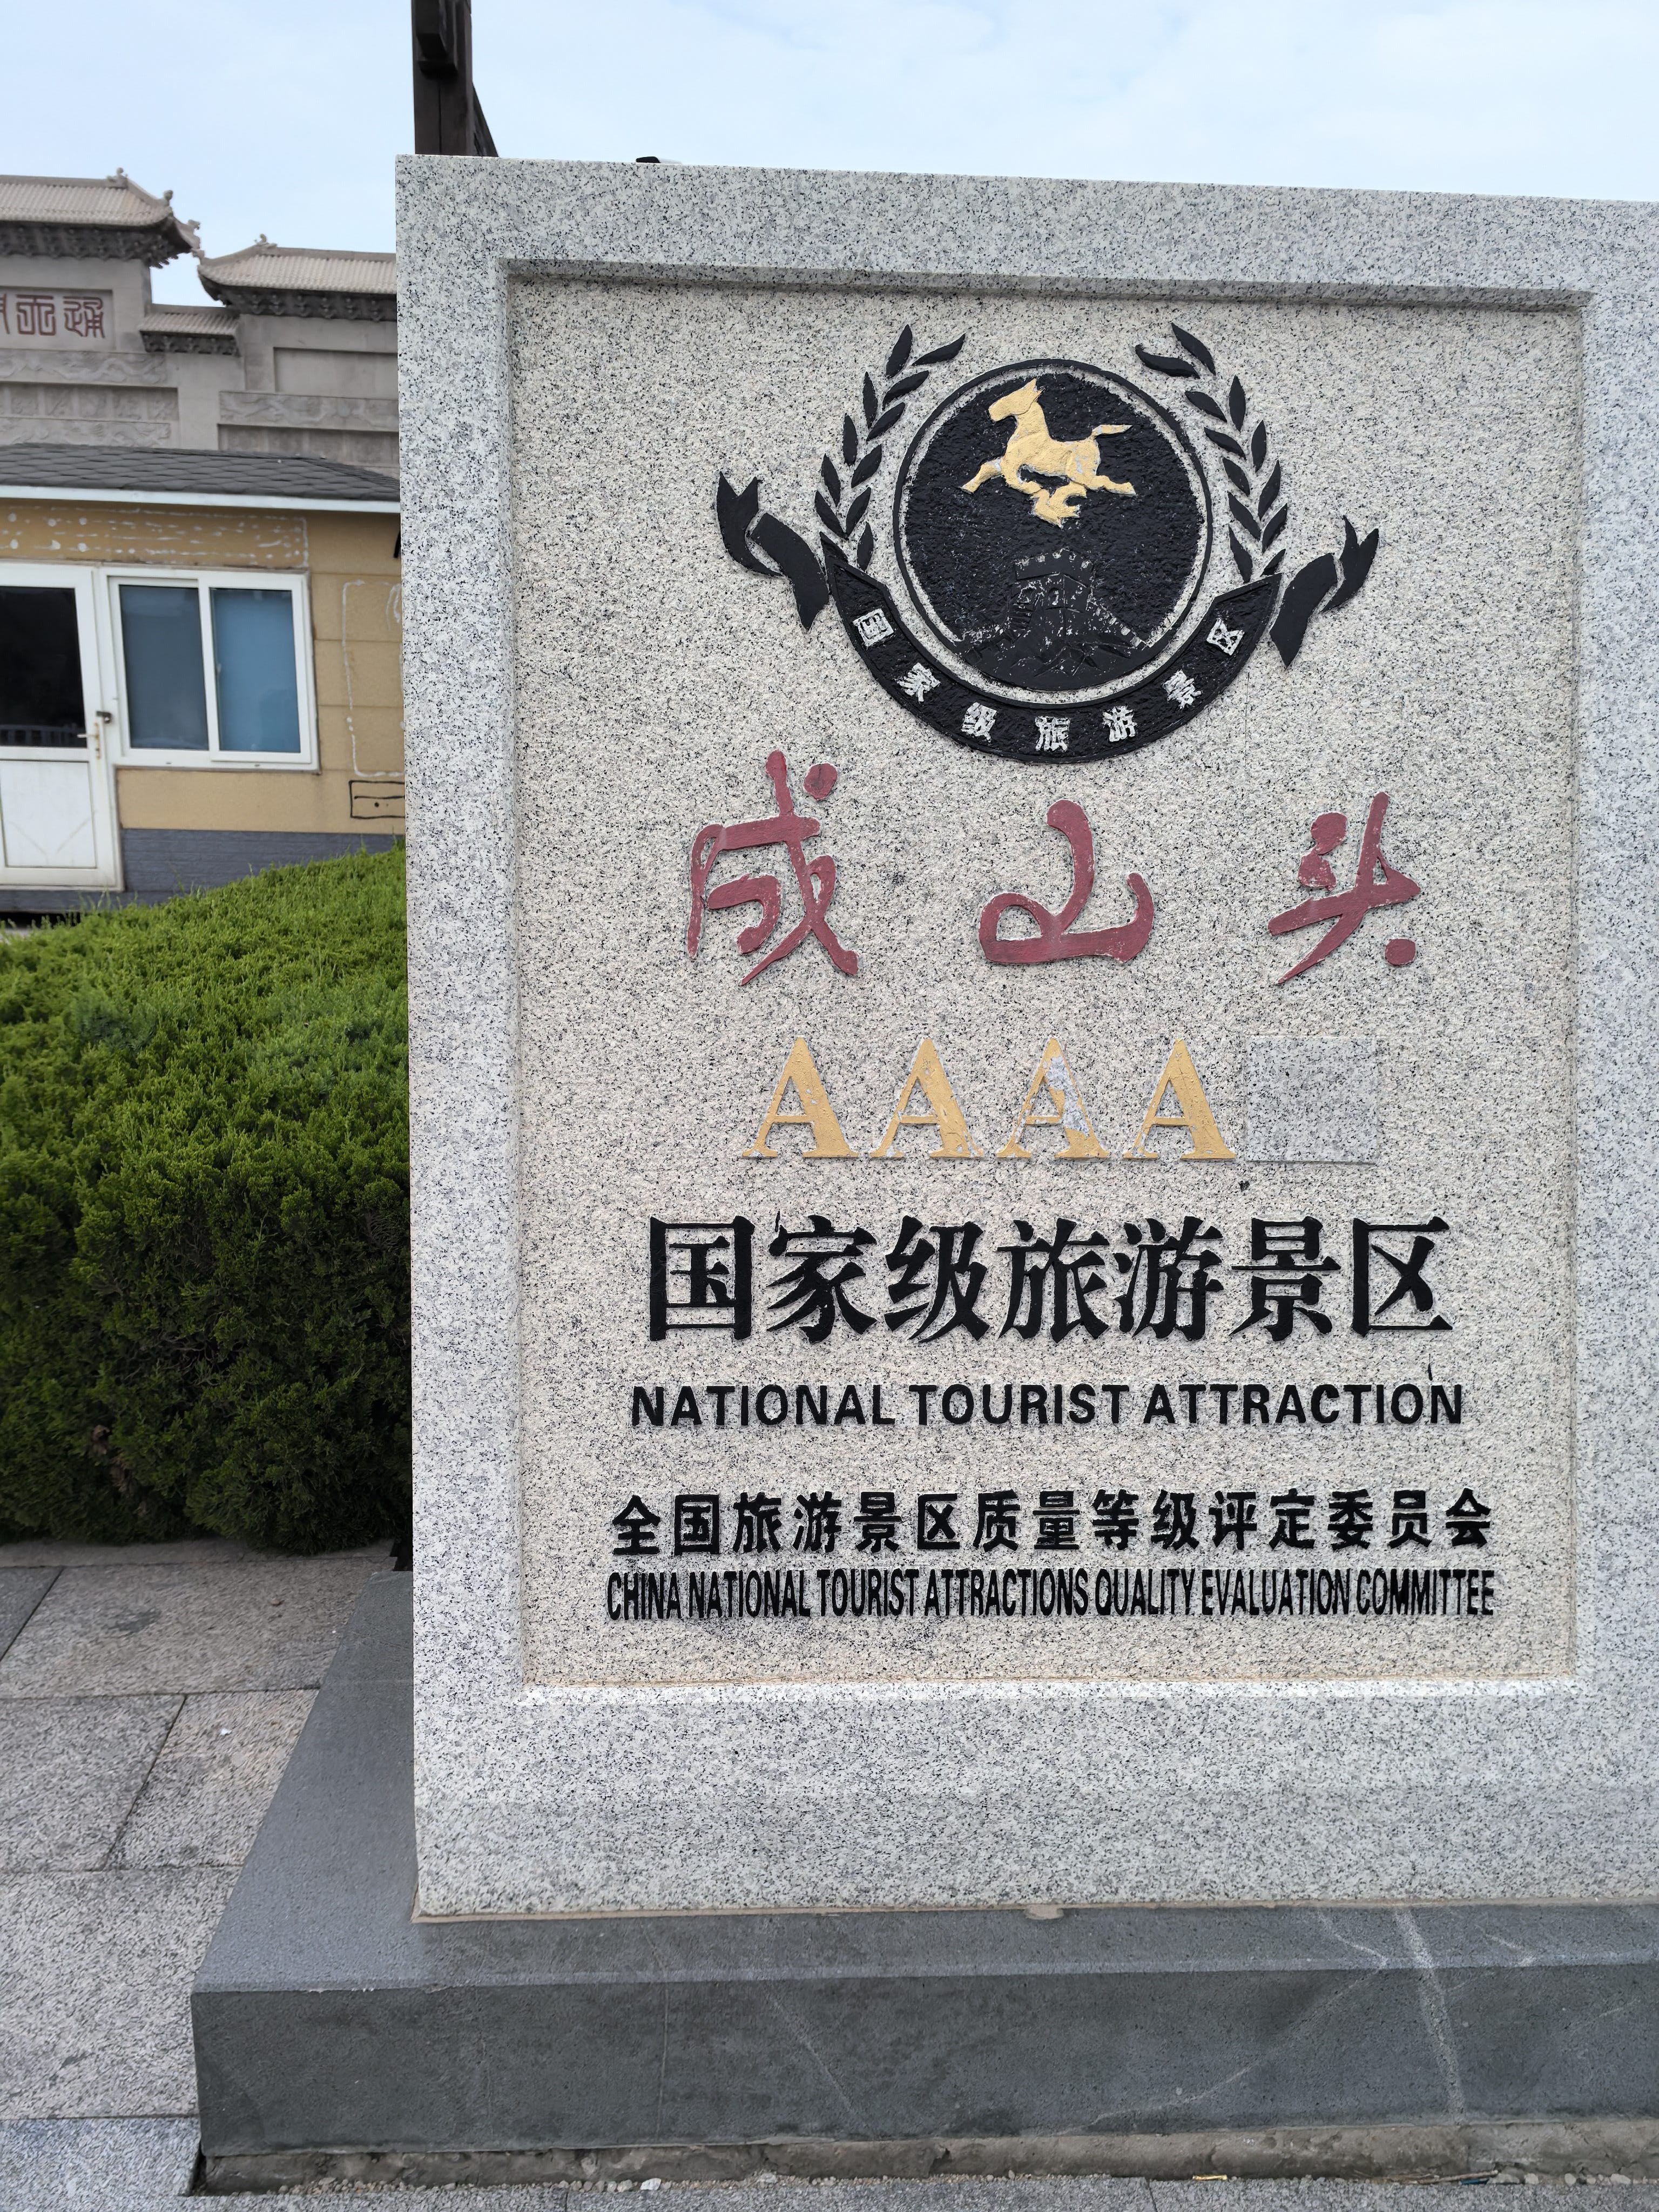 天
通
国家级旅游景区
成山头
AAAA
国家级旅游景区
NATIONAL TOURIST ATTRACTION
全国旅游景区质量等级评定委员会
CHINA NATIONAL TOURIST ATTRACTIONS QUALITY EVALUATION COMMITTEE